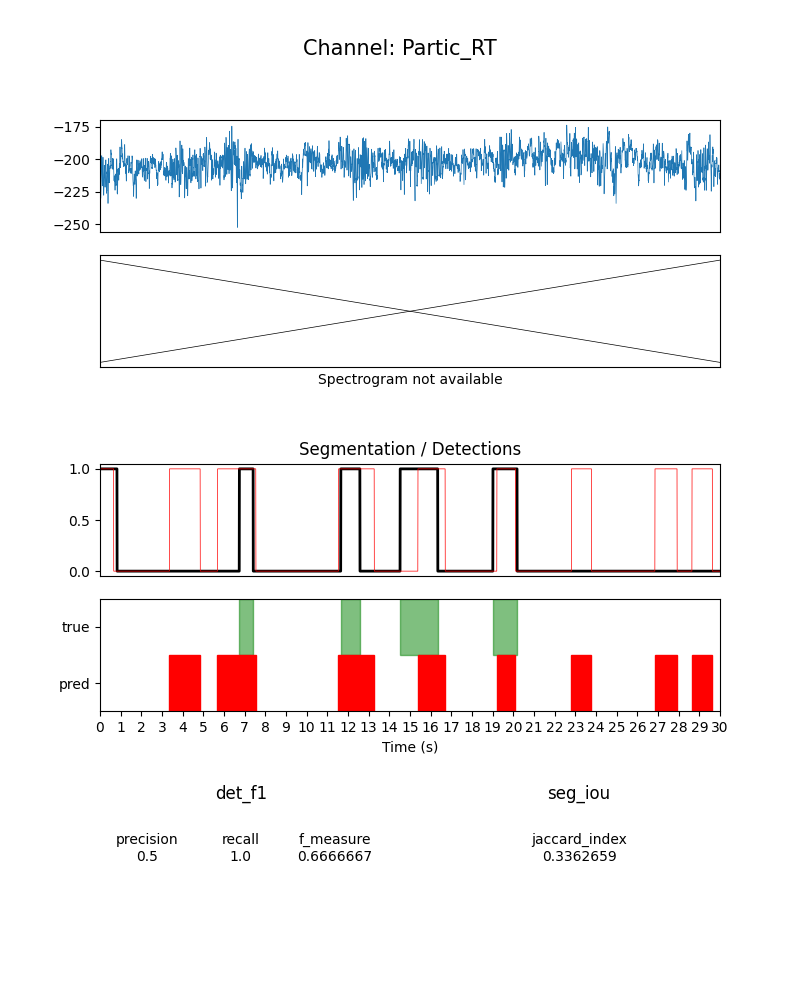 Channel: Partic_RT
−175
−200
−225
−250
Spectrogram not available
Segmentation / Detections
1.0
0.5
0.0
true
pred
0 1 2 3 4 5 6 7 8 9 10 11 12 13 14 15 16 17 18 19 20 21 22 23 24 25 26 27 28 29 30
Time (s)
det_f1 seg_iou
precision recall f_measure jaccard_index
0.5 1.0 0.6666667 0.3362659